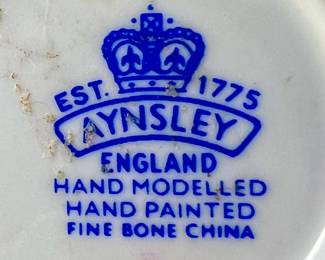 EST. 1775
AYNSLEY
ENGLAND
HAND MODELLED
HAND PAINTED
FINE BONE CHINA